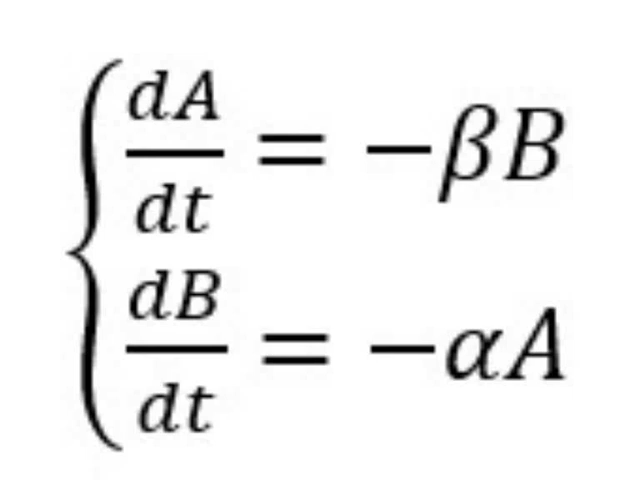 dA/dt = −βB
dB/dt = −αA